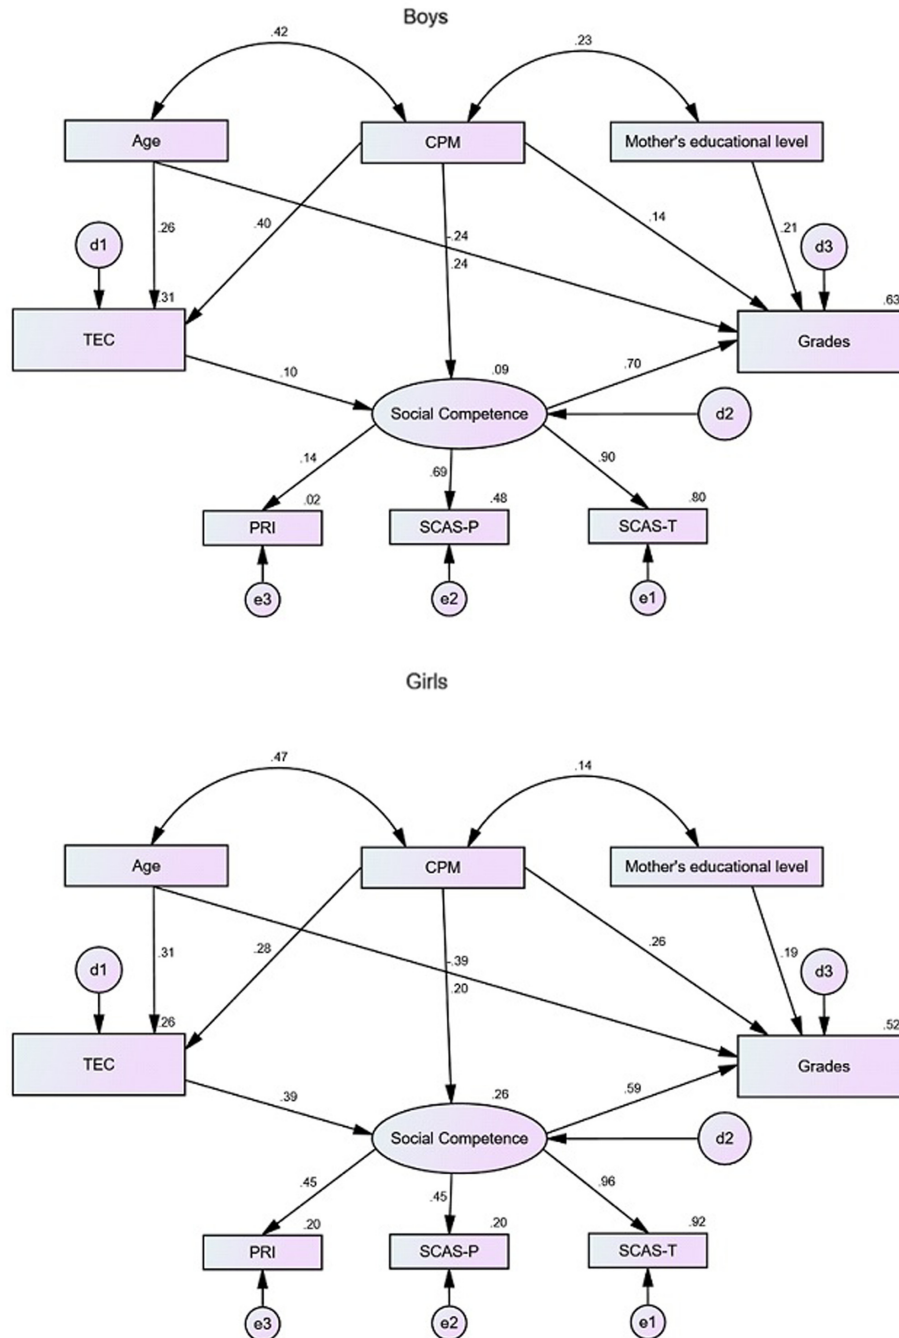 Boys
.42
.23
Age
CPM
Mother's educational level
.26
.40
-.24
.24
.14
.21
d1
d3
.31
.63
TEC
Grades
.10
.09
.70
Social Competence
d2
.14
.69
.90
.02
.48
.80
PRI
SCAS-P
SCAS-T
e3
e2
e1
Girls
.47
.14
Age
CPM
Mother's educational level
.31
.28
-.39
.20
.26
.19
d1
d3
.26
.52
TEC
Grades
.39
.26
.59
Social Competence
d2
.45
.45
.96
.20
.20
.92
PRI
SCAS-P
SCAS-T
e3
e2
e1